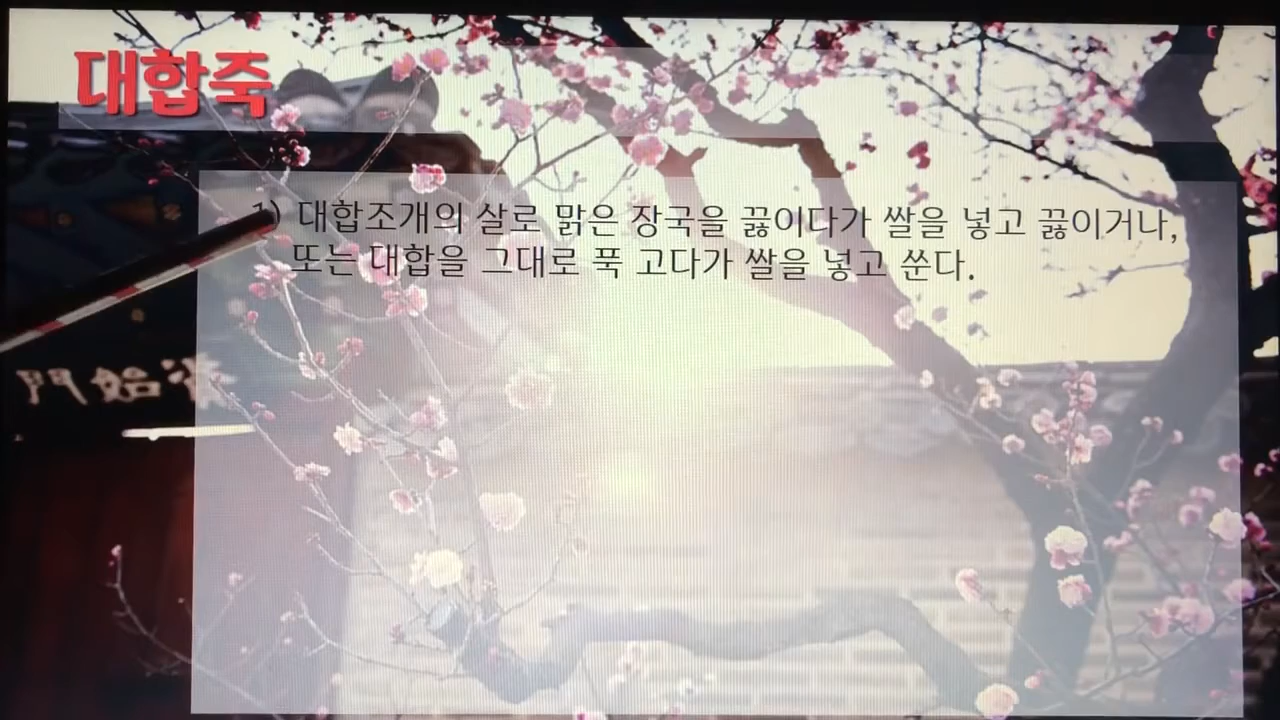 대합죽
1) 대합조개의 살로 맑은 장국을 끓이다가 쌀을 넣고 끓이거나,
또는 대합을 그대로 푹 고다가 쌀을 넣고 쑨다.